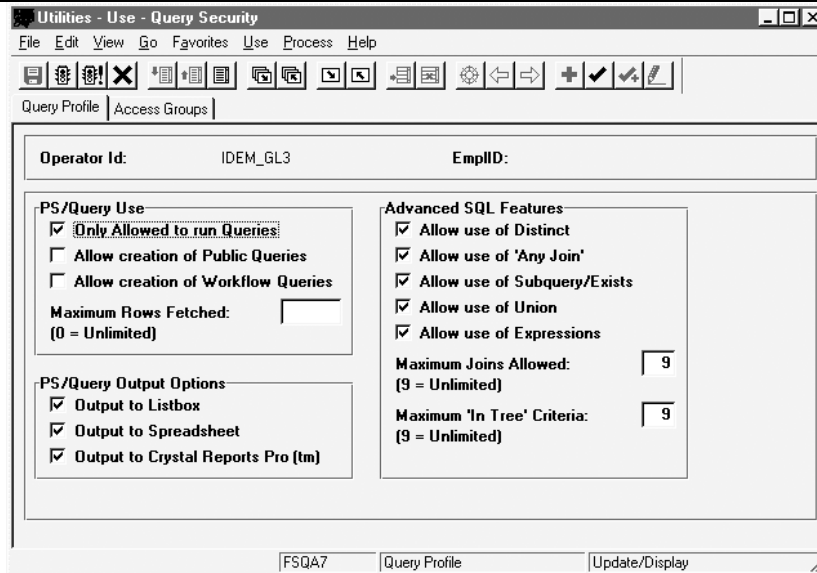 Utilities - Use - Query Security
File Edit View Go Favorites Use Process Help
Query Profile Access Groups
Operator Id: IDEM_GL3 EmplID:
PS/Query Use
Only Allowed to run Queries
Allow creation of Public Queries
Allow creation of Workflow Queries
Maximum Rows Fetched:
(0 = Unlimited)
PS/Query Output Options
Output to Listbox
Output to Spreadsheet
Output to Crystal Reports Pro (tm)
Advanced SQL Features
Allow use of Distinct
Allow use of 'Any Join'
Allow use of Subquery/Exists
Allow use of Union
Allow use of Expressions
Maximum Joins Allowed: 9
(9 = Unlimited)
Maximum 'In Tree' Criteria: 9
(9 = Unlimited)
FSQA7 Query Profile Update/Display